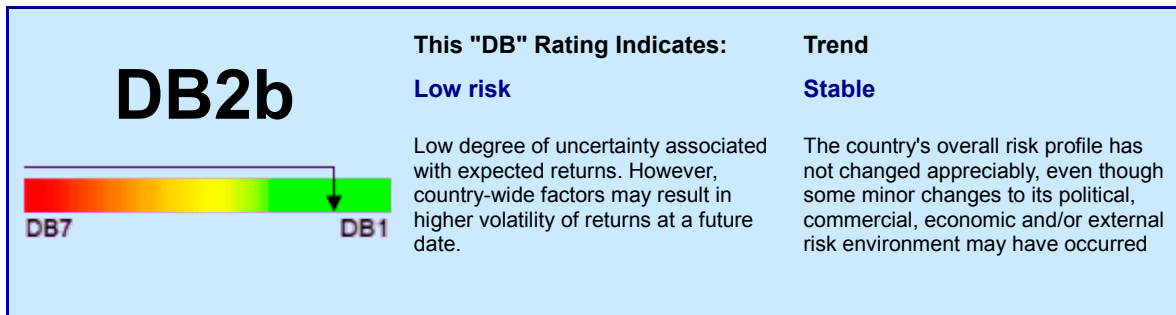 DB2b
DB7
DB1
This "DB" Rating Indicates:
Low risk
Low degree of uncertainty associated
with expected returns. However,
country-wide factors may result in
higher volatility of returns at a future
date.
Trend
Stable
The country's overall risk profile has
not changed appreciably, even though
some minor changes to its political,
commercial, economic and/or external
risk environment may have occurred